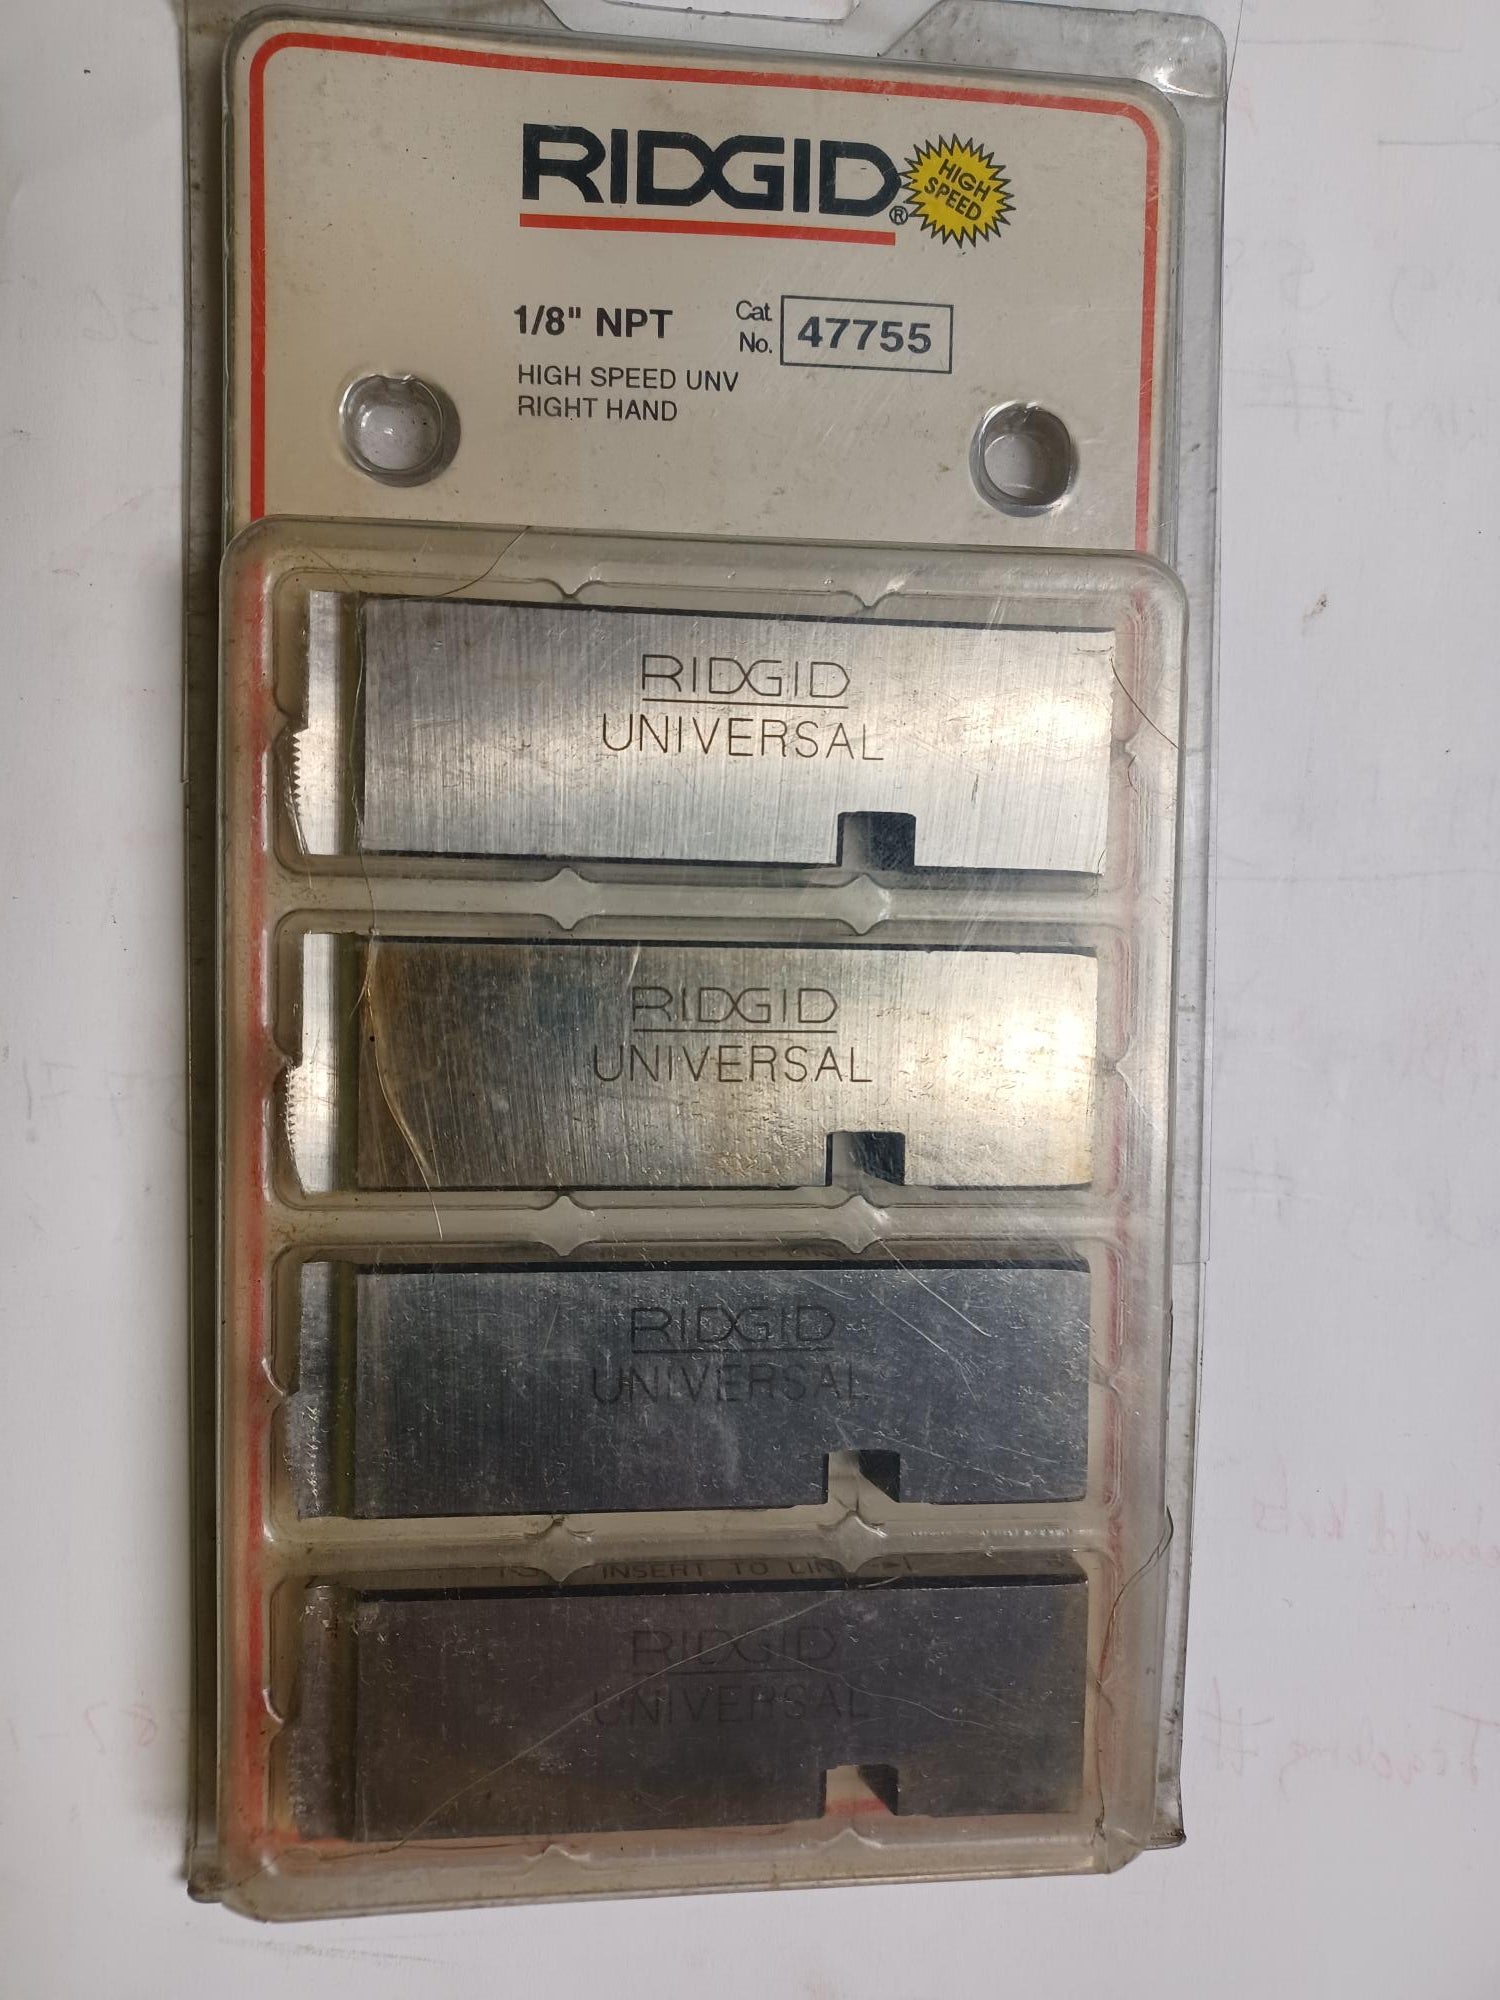 RIDGID®
HIGH
SPEED
1/8" NPT
Cat
No.
47755
HIGH SPEED UNV
RIGHT HAND
RIDGID
UNIVERSAL
RIDGID
UNIVERSAL
RIDGID
UNIVERSAL
INSERT TO LIN
RIDGID
UNIVERSAL